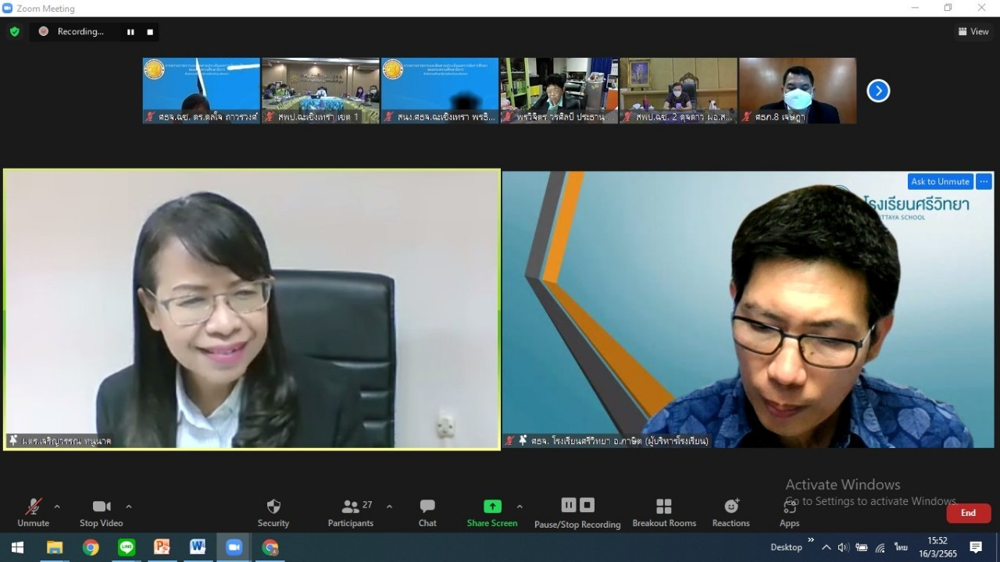 Zoom Meeting
Recording...
View
ศธจ.ฉช. ดร.ดลใจ ถาวรวงศ์
สพป.ฉะเชิงเทรา เขต 1
สนง.ศธจ.ฉะเชิงเทรา พรธิ...
พรวิจิตร วรศิลป์ ประธาน ...
สพป.ฉช. 2 ดุจดาว ผอ.ส...
ศธภ.8 เจษฎา
Ask to Unmute
...
โรงเรียนศรีวิทยา
TTAYA SCHOOL
ผตร.เจริญวรรณ หนูนาค
ศธจ. โรงเรียนศรีวิทยา อ.ภาษิต (ผู้บริหารโรงเรียน)
Activate Windows
Go to Settings to activate Windows.
Unmute
Stop Video
Security
Participants
27
Chat
Share Screen
Pause/Stop Recording
Breakout Rooms
Reactions
Apps
End
Desktop
ไทย
15:52
16/3/2565